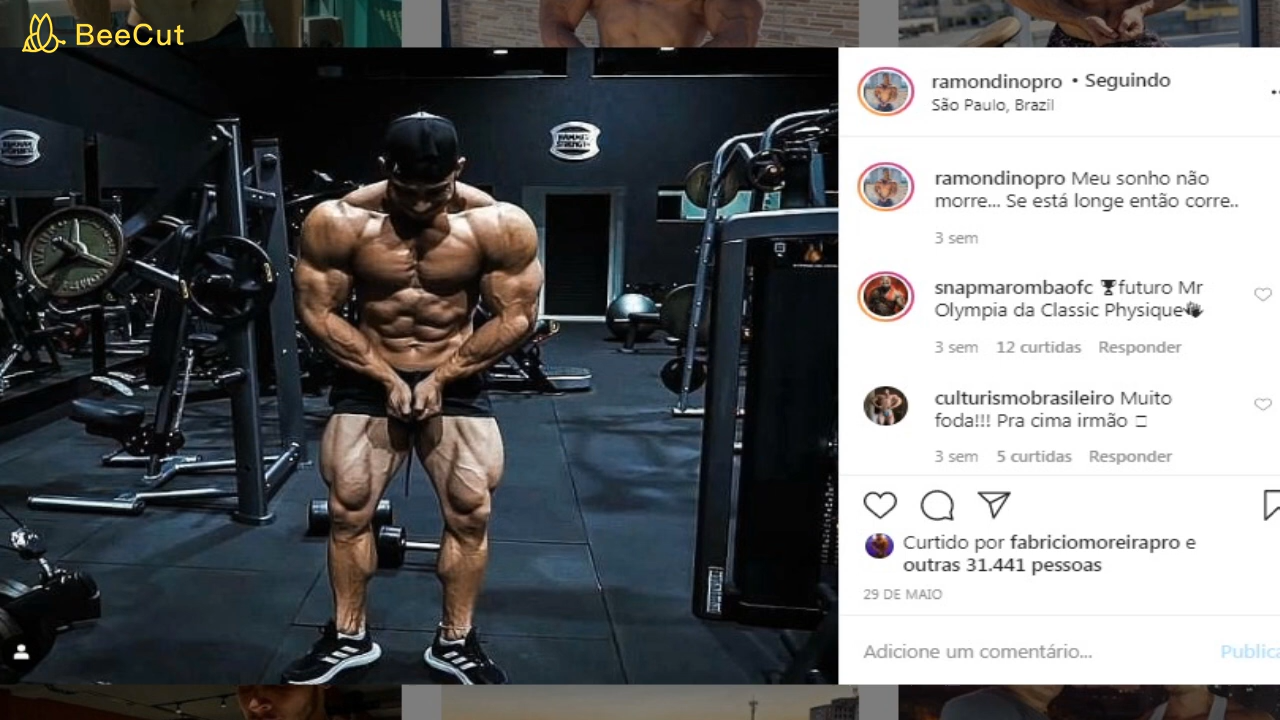 BeeCut
ramondinopro • Seguindo
São Paulo, Brazil
ramondinopro Meu sonho não
morre... Se está longe então corre..
3 sem
snapmarombaofc 🏆futuro Mr
Olympia da Classic Physique👏
3 sem 12 curtidas Responder
culturismobrasileiro Muito
foda!!! Pra cima irmão □
3 sem 5 curtidas Responder
Curtido por fabriciomoreirapro e
outras 31.441 pessoas
29 DE MAIO
Adicione um comentário... Publica
HAMMER
STRENGTH